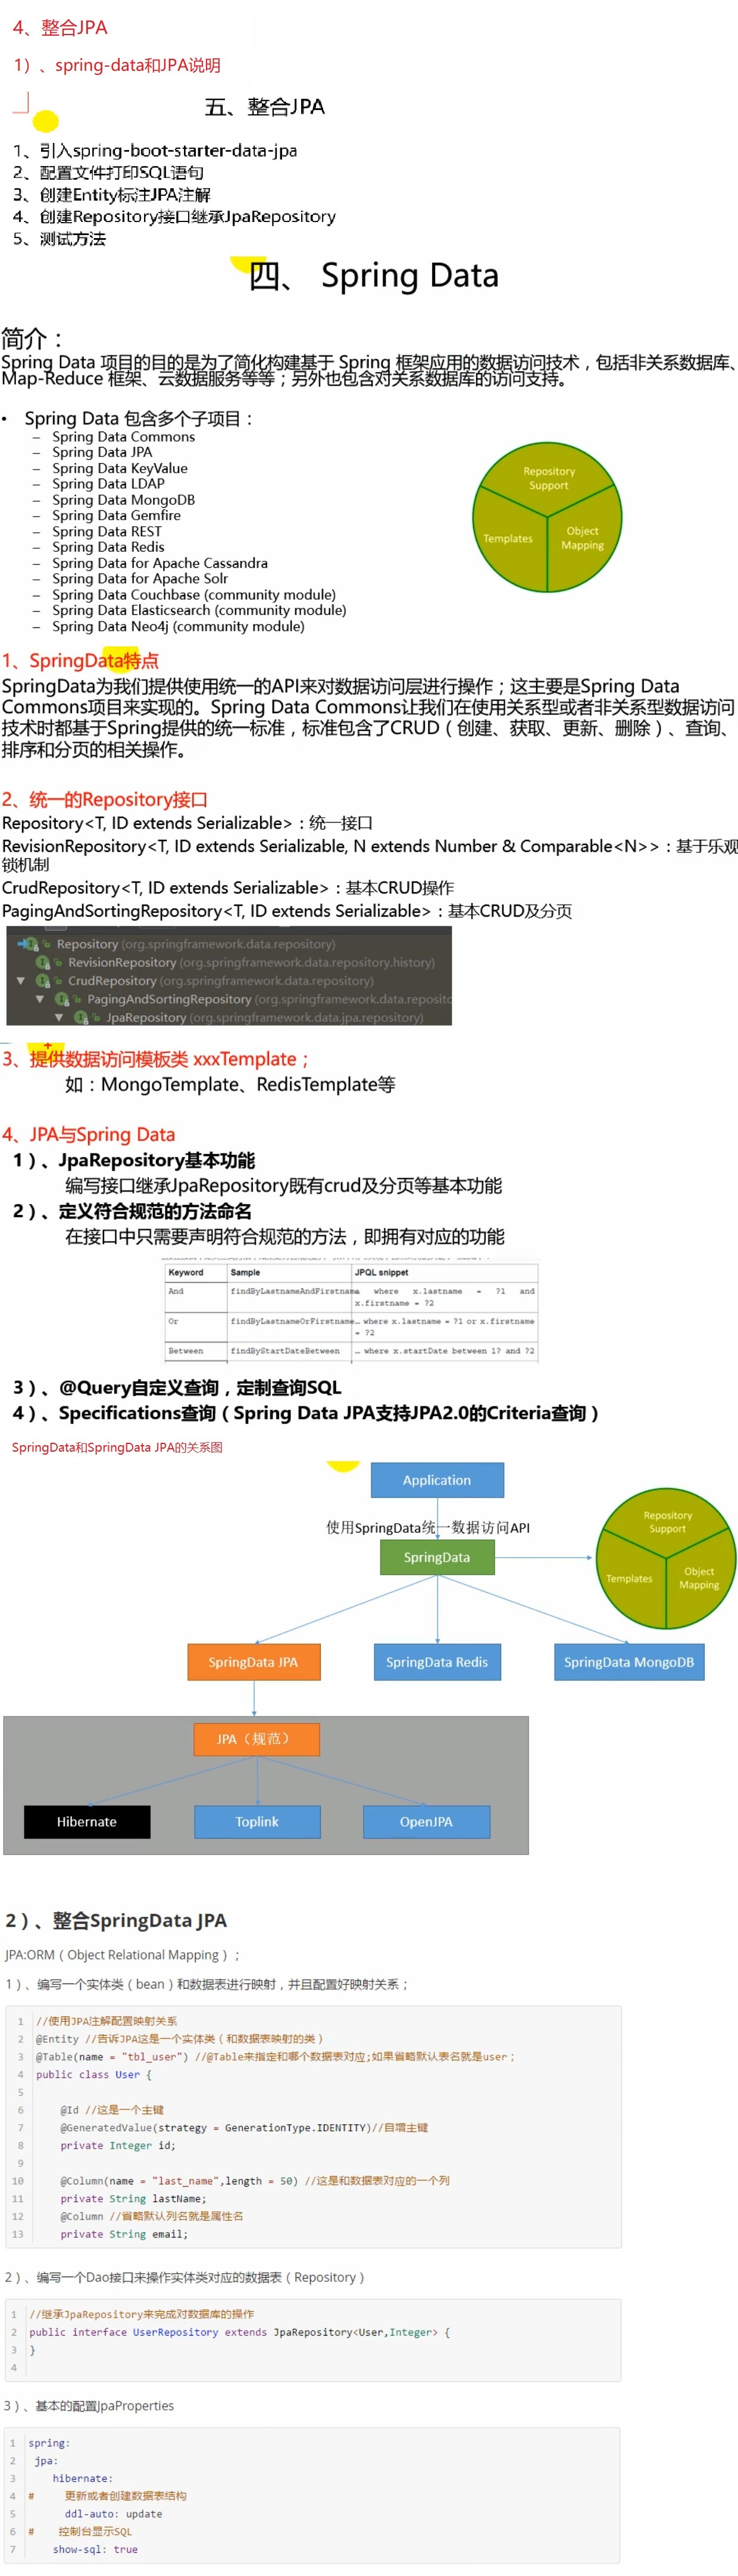 4、整合JPA
1）、spring-data和JPA说明
五、整合JPA
1、引入spring-boot-starter-data-jpa
2、配置文件打印SQL语句
3、创建Entity标注JPA注解
4、创建Repository接口继承JpaRepository
5、测试方法
四、 Spring Data
简介：
Spring Data 项目的目的是为了简化构建基于 Spring 框架应用的数据访问技术，包括非关系数据库、
Map-Reduce 框架、云数据服务等等；另外也包含对关系数据库的访问支持。
• Spring Data 包含多个子项目：
– Spring Data Commons
– Spring Data JPA
– Spring Data KeyValue
– Spring Data LDAP
– Spring Data MongoDB
– Spring Data Gemfire
– Spring Data REST
– Spring Data Redis
– Spring Data for Apache Cassandra
– Spring Data for Apache Solr
– Spring Data Couchbase (community module)
– Spring Data Elasticsearch (community module)
– Spring Data Neo4j (community module)
Repository
Support
Templates
Object
Mapping
1、SpringData特点
SpringData为我们提供使用统一的API来对数据访问层进行操作；这主要是Spring Data
Commons项目来实现的。Spring Data Commons让我们在使用关系型或者非关系型数据访问
技术时都基于Spring提供的统一标准，标准包含了CRUD（创建、获取、更新、删除）、查询、
排序和分页的相关操作。
2、统一的Repository接口
Repository<T, ID extends Serializable>：统一接口
RevisionRepository<T, ID extends Serializable, N extends Number & Comparable<N>>：基于乐观
锁机制
CrudRepository<T, ID extends Serializable>：基本CRUD操作
PagingAndSortingRepository<T, ID extends Serializable>：基本CRUD及分页
Repository (org.springframework.data.repository)
RevisionRepository (org.springframework.data.repository.history)
CrudRepository (org.springframework.data.repository)
PagingAndSortingRepository (org.springframework.data.reposito
JpaRepository (org.springframework.data.jpa.repository)
3、提供数据访问模板类 xxxTemplate；
如：MongoTemplate、RedisTemplate等
4、JPA与Spring Data
1）、JpaRepository基本功能
编写接口继承JpaRepository既有crud及分页等基本功能
2）、定义符合规范的方法命名
在接口中只需要声明符合规范的方法，即拥有对应的功能
Keyword Sample JPQL snippet
And findByLastnameAndFirstname where x.lastname = ?1 and
x.firstname = ?2
Or findByLastnameOrFirstname … where x.lastname = ?1 or x.firstname
= ?2
Between findByStartDateBetween … where x.startDate between 1? and ?2
3）、@Query自定义查询，定制查询SQL
4）、Specifications查询（Spring Data JPA支持JPA2.0的Criteria查询）
SpringData和SpringData JPA的关系图
Application
使用SpringData统一数据访问API
SpringData
Repository
Support
Templates
Object
Mapping
SpringData JPA
SpringData Redis
SpringData MongoDB
JPA（规范）
Hibernate
Toplink
OpenJPA
2）、整合SpringData JPA
JPA:ORM（Object Relational Mapping）；
1）、编写一个实体类（bean）和数据表进行映射，并且配置好映射关系；
1 //使用JPA注解配置映射关系
2 @Entity //告诉JPA这是一个实体类（和数据表映射的类）
3 @Table(name = "tbl_user") //@Table来指定和哪个数据表对应;如果省略默认表名就是user；
4 public class User {
5
6 @Id //这是一个主键
7 @GeneratedValue(strategy = GenerationType.IDENTITY)//自增主键
8 private Integer id;
9
10 @Column(name = "last_name",length = 50) //这是和数据表对应的一个列
11 private String lastName;
12 @Column //省略默认列名就是属性名
13 private String email;
2）、编写一个Dao接口来操作实体类对应的数据表（Repository）
1 //继承JpaRepository来完成对数据库的操作
2 public interface UserRepository extends JpaRepository<User,Integer> {
3 }
4
3）、基本的配置JpaProperties
1 spring:
2 jpa:
3 hibernate:
4 # 更新或者创建数据表结构
5 ddl-auto: update
6 # 控制台显示SQL
7 show-sql: true